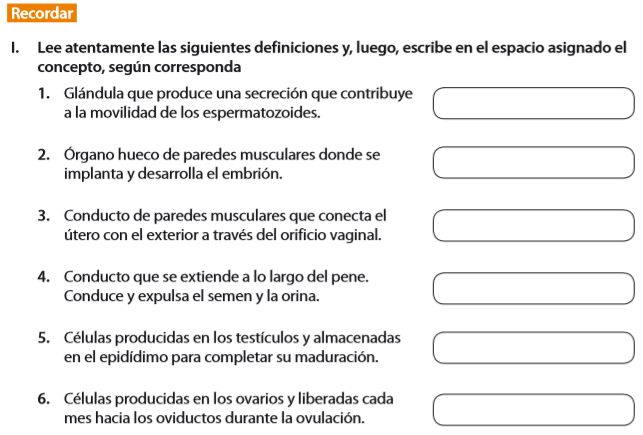 Recordar
I. Lee atentamente las siguientes definiciones y, luego, escribe en el espacio asignado el
concepto, según corresponda
1. Glándula que produce una secreción que contribuye
a la movilidad de los espermatozoides.
2. Órgano hueco de paredes musculares donde se
implanta y desarrolla el embrión.
3. Conducto de paredes musculares que conecta el
útero con el exterior a través del orificio vaginal.
4. Conducto que se extiende a lo largo del pene.
Conduce y expulsa el semen y la orina.
5. Células producidas en los testículos y almacenadas
en el epidídimo para completar su maduración.
6. Células producidas en los ovarios y liberadas cada
mes hacia los oviductos durante la ovulación.